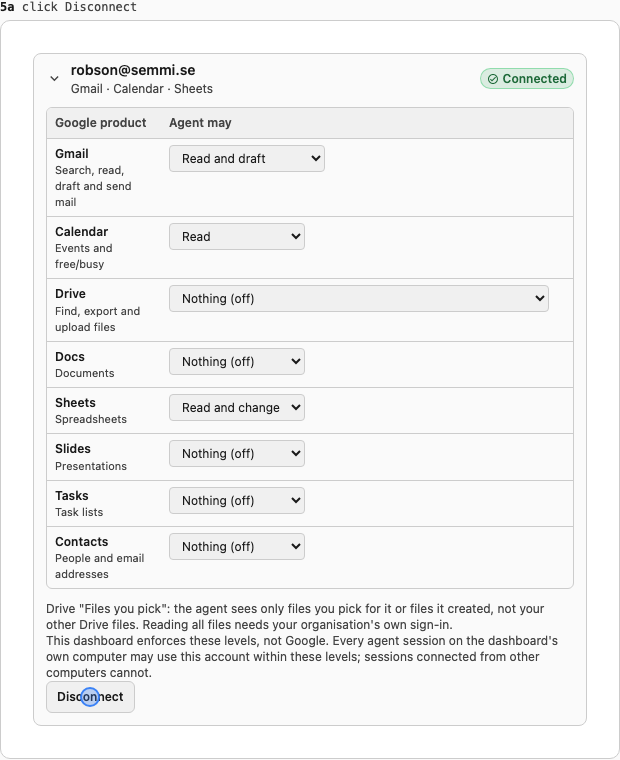 5a click Disconnect
robson@semmi.se
Gmail · Calendar · Sheets
Connected
Google product Agent may
Gmail
Search, read,
draft and send
mail
Read and draft
Calendar
Events and
free/busy
Read
Drive
Find, export and
upload files
Nothing (off)
Docs
Documents
Nothing (off)
Sheets
Spreadsheets
Read and change
Slides
Presentations
Nothing (off)
Tasks
Task lists
Nothing (off)
Contacts
People and email
addresses
Nothing (off)
Drive "Files you pick": the agent sees only files you pick for it or files it created, not your
other Drive files. Reading all files needs your organisation's own sign-in.
This dashboard enforces these levels, not Google. Every agent session on the dashboard's
own computer may use this account within these levels; sessions connected from other
computers cannot.
Disconnect